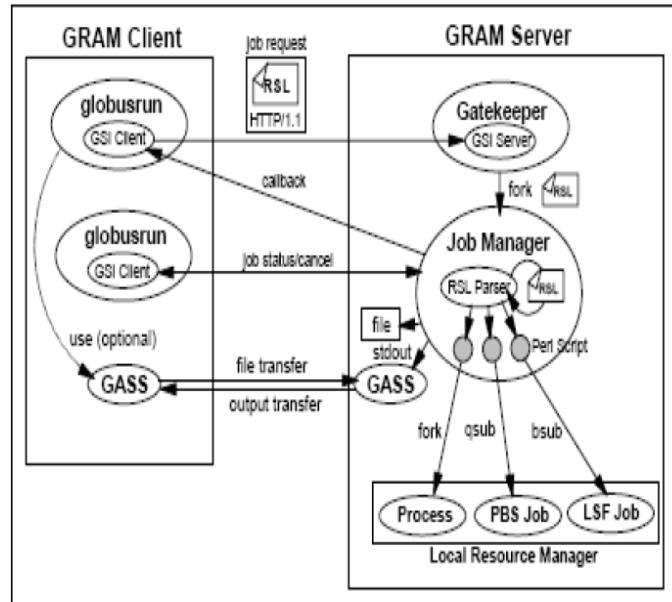 GRAM Client
job request
GRAM Server
RSL
HTTP/1.1
globusrun
GSI Client
Gatekeeper
GSI Server
callback
fork
RSL
globusrun
GSI Client
job status/cancel
Job Manager
RSL Parser
RSL
file
Perl Script
use (optional)
stdout
GASS
file transfer
output transfer
GASS
fork
qsub
bsub
Process
PBS Job
LSF Job
Local Resource Manager